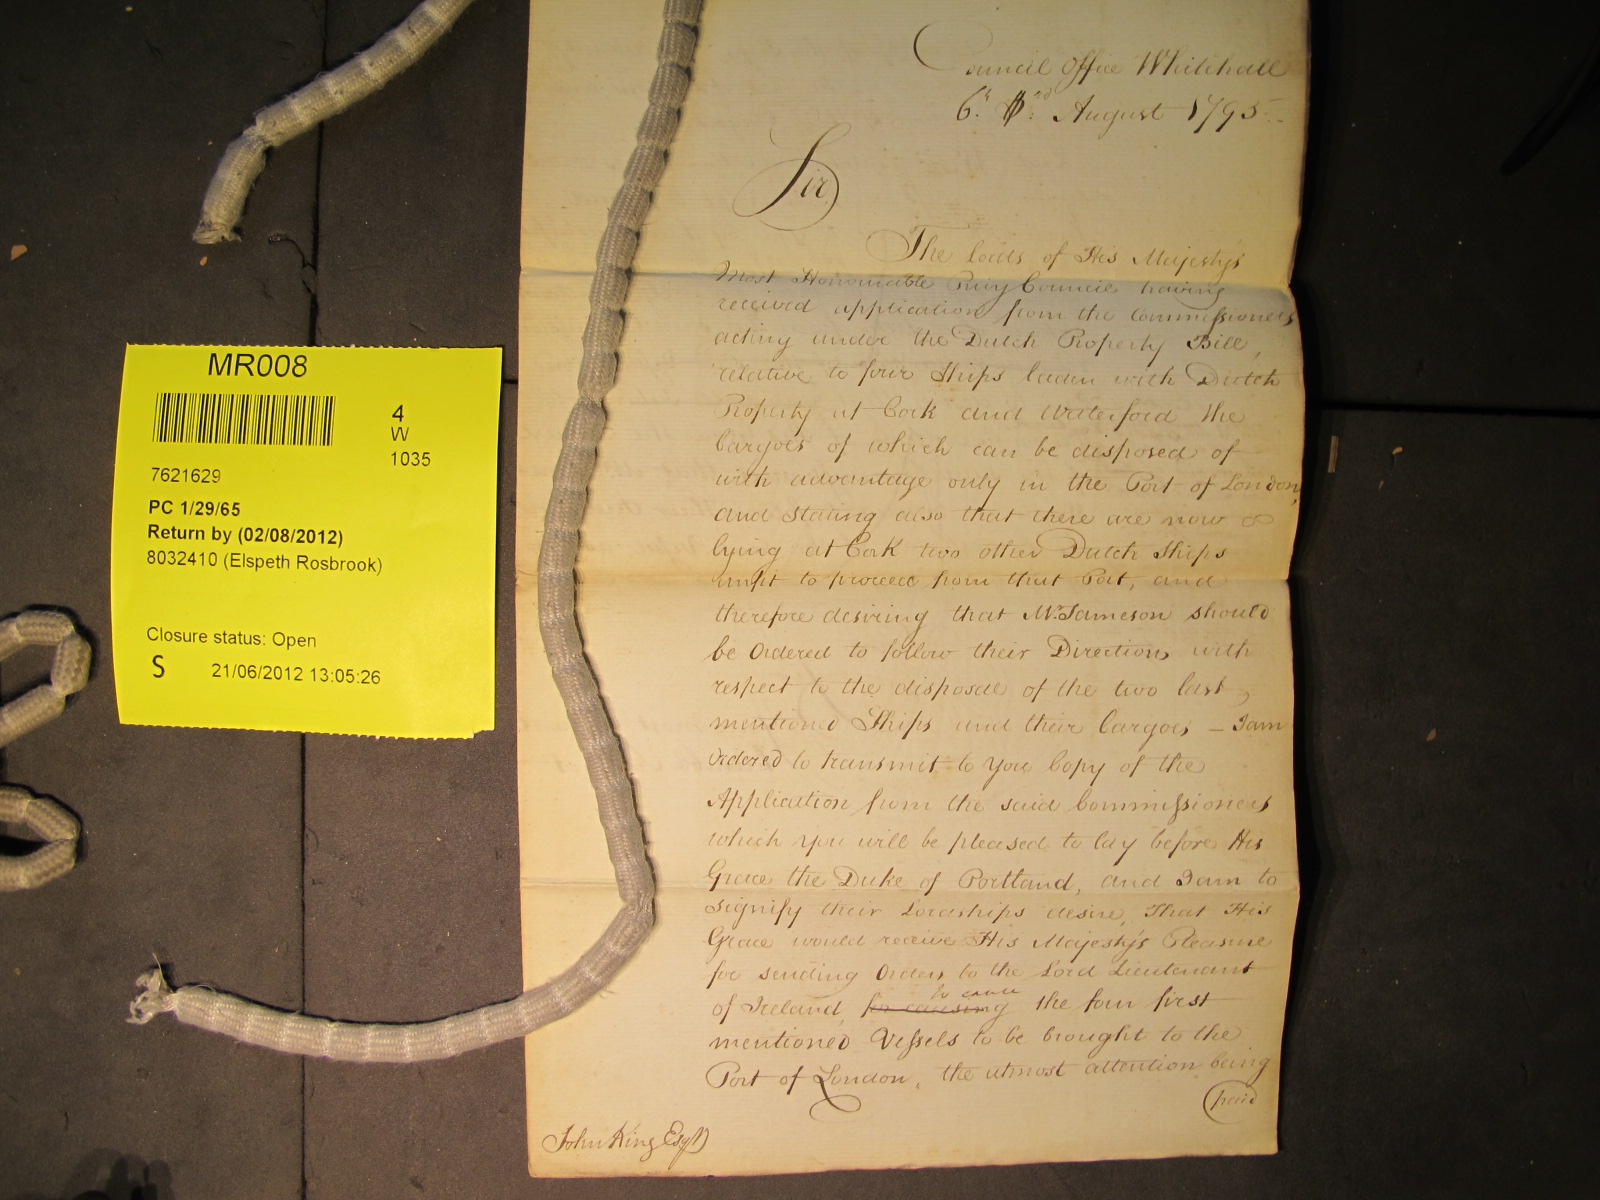 MR008
4
W
1035
7621629
PC 1/29/65
Return by (02/08/2012)
8032410 (Elspeth Rosbrook)
Closure status: Open
S 21/06/2012 13:05:26
Council Office Whitehall
6th August 1795
Sir
The Lords of His Majesty's
Most Honourable Privy Council having
received application from the Commissioners
acting under the Dutch Property Bill,
relative to four Ships laden with Dutch
Property at Cork and Waterford the
Cargoes of which can be disposed of
with advantage only in the Port of London,
and stating also that there are now
lying at Cork two other Dutch Ships
unfit to proceed from that Port, and
therefore desiring that Mr. Jameson should
be Ordered to follow their Directions with
respect to the disposal of the two last
mentioned Ships and their Cargoes – I am
Ordered to transmit to you Copy of the
Application from the said Commissioners
which you will be pleased to lay before His
Grace the Duke of Portland, and I am to
signify their Lordships desire, That His
Grace would receive His Majesty's Pleasure
for sending Orders to the Lord Lieutenant
of Ireland, for causing to cause the four first
mentioned Vessels to be brought to the
Port of London, the utmost attention being
paid
John King Esqr